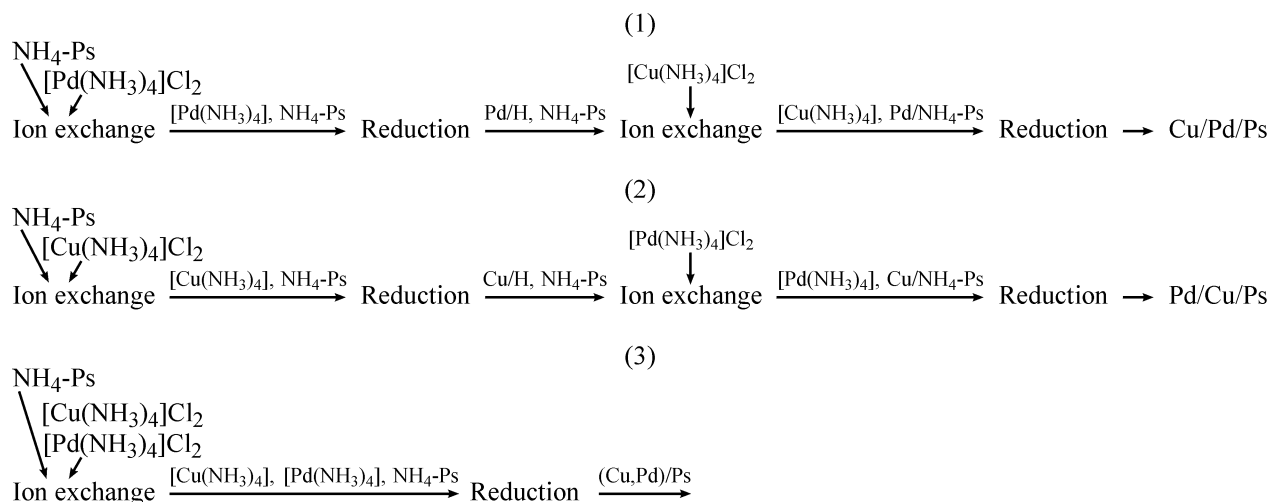 (1)
NH4-Ps
[Pd(NH3)4]Cl2
[Cu(NH3)4]Cl2
Ion exchange [Pd(NH3)4], NH4-Ps Reduction Pd/H, NH4-Ps Ion exchange [Cu(NH3)4], Pd/NH4-Ps Reduction Cu/Pd/Ps
(2)
NH4-Ps
[Cu(NH3)4]Cl2
[Pd(NH3)4]Cl2
Ion exchange [Cu(NH3)4], NH4-Ps Reduction Cu/H, NH4-Ps Ion exchange [Pd(NH3)4], Cu/NH4-Ps Reduction Pd/Cu/Ps
(3)
NH4-Ps
[Cu(NH3)4]Cl2
[Pd(NH3)4]Cl2
Ion exchange [Cu(NH3)4], [Pd(NH3)4], NH4-Ps Reduction (Cu,Pd)/Ps